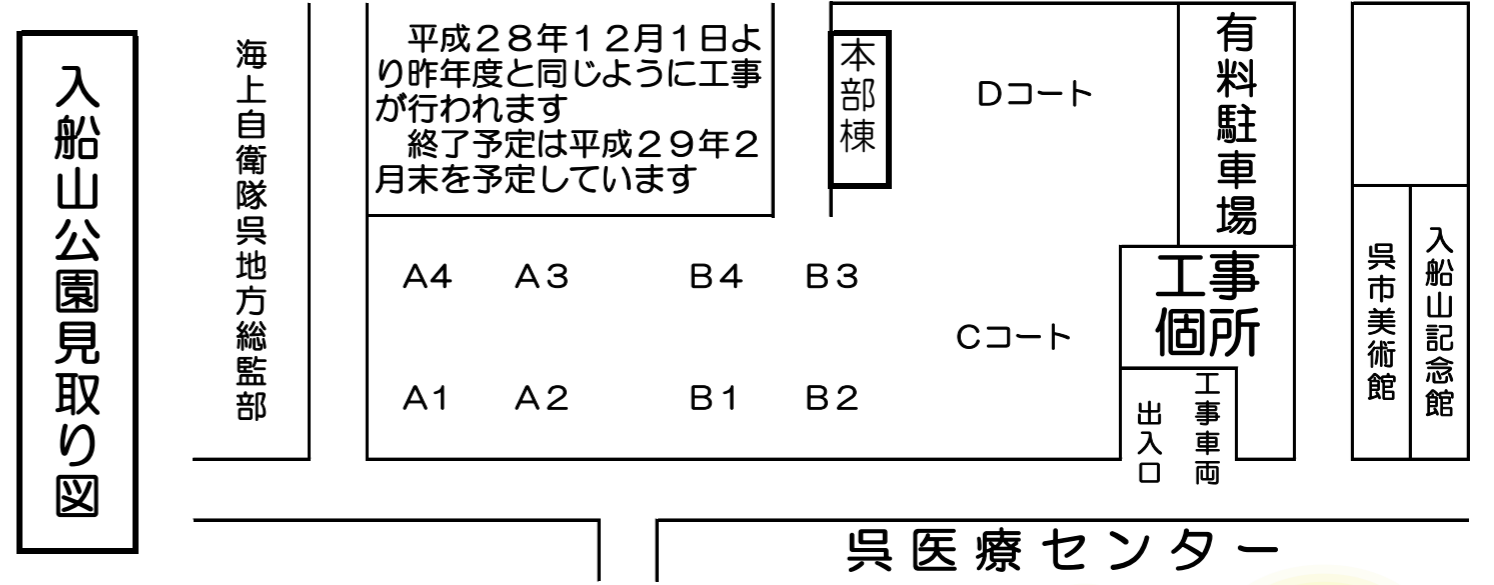 入船山公園見取り図
海上自衛隊呉地方総監部
　平成２８年１２月１日よ
り昨年度と同じように工事
が行われます
　終了予定は平成２９年２
月末を予定しています
本部棟
Dコート
有料駐車場
A4 A3 B4 B3
Cコート
工事
個所
A1 A2 B1 B2
工事車両
出入口
呉市美術館
入船山記念館
呉医療センター